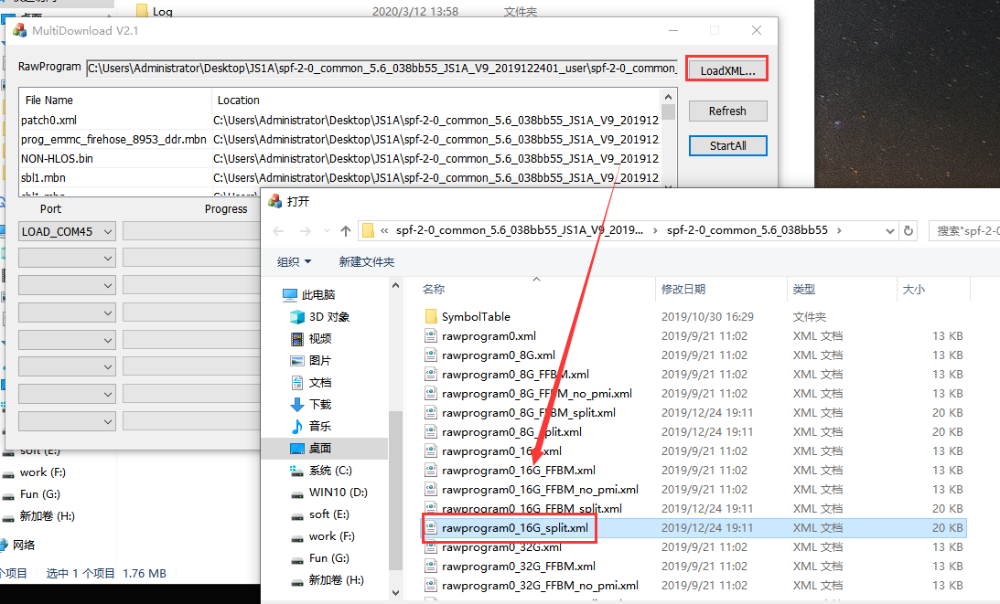 Log 2020/3/12 13:58 文件夹
MultiDownload V2.1
RawProgram C:\Users\Administrator\Desktop\JS1A\spf-2-0_common_5.6_038bb55_JS1A_V9_2019122401_user\spf-2-0_common_ LoadXML...
File Name Location
patch0.xml C:\Users\Administrator\Desktop\JS1A\spf-2-0_common_5.6_038bb55_JS1A_V9_201912
Refresh
prog_emmc_firehose_8953_ddr.mbn C:\Users\Administrator\Desktop\JS1A\spf-2-0_common_5.6_038bb55_JS1A_V9_201912
StartAll
NON-HLOS.bin C:\Users\Administrator\Desktop\JS1A\spf-2-0_common_5.6_038bb55_JS1A_V9_201912
sbl1.mbn C:\Users\Administrator\Desktop\JS1A\spf-2-0_common_5.6_038bb55_JS1A_V9_201912
Port Progress
LOAD_COM45
soft (E:)
work (F:)
Fun (G:)
新加卷 (H:)
网络
个项目 选中 1 个项目 1.76 MB
打开
« spf-2-0_common_5.6_038bb55_JS1A_V9_2019... › spf-2-0_common_5.6_038bb55 › 搜索"spf-2-0
组织 新建文件夹
此电脑
3D 对象
视频
图片
文档
下载
音乐
桌面
系统 (C:)
WIN10 (D:)
soft (E:)
work (F:)
Fun (G:)
新加卷 (H:)
名称 修改日期 类型 大小
SymbolTable 2019/10/30 16:29 文件夹
rawprogram0.xml 2019/9/21 11:02 XML 文档 13 KB
rawprogram0_8G.xml 2019/9/21 11:02 XML 文档 13 KB
rawprogram0_8G_FFBM.xml 2019/9/21 11:02 XML 文档 13 KB
rawprogram0_8G_FFBM_no_pmi.xml 2019/9/21 11:02 XML 文档 13 KB
rawprogram0_8G_FFBM_split.xml 2019/12/24 19:11 XML 文档 20 KB
rawprogram0_8G_split.xml 2019/12/24 19:11 XML 文档 20 KB
rawprogram0_16G.xml 2019/9/21 11:02 XML 文档 13 KB
rawprogram0_16G_FFBM.xml 2019/9/21 11:02 XML 文档 13 KB
rawprogram0_16G_FFBM_no_pmi.xml 2019/9/21 11:02 XML 文档 13 KB
rawprogram0_16G_FFBM_split.xml 2019/12/24 19:11 XML 文档 20 KB
rawprogram0_16G_split.xml 2019/12/24 19:11 XML 文档 20 KB
rawprogram0_32G.xml 2019/9/21 11:02 XML 文档 13 KB
rawprogram0_32G_FFBM.xml 2019/9/21 11:02 XML 文档 13 KB
rawprogram0_32G_FFBM_no_pmi.xml 2019/9/21 11:02 XML 文档 13 KB